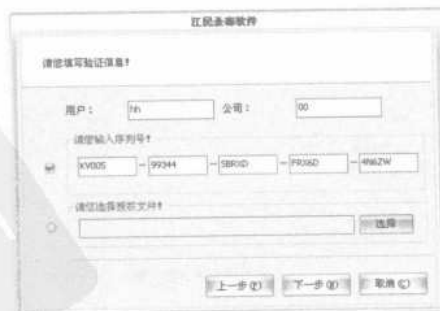 江民杀毒软件
请您填写验证信息！
用户： hh 公司： 00
请您输入序列号！
KV005 - 99344 - SBRXD - PRX6D - 4N6ZW
请您选择授权文件！
选择
上一步(P) 下一步(N) 取消(C)